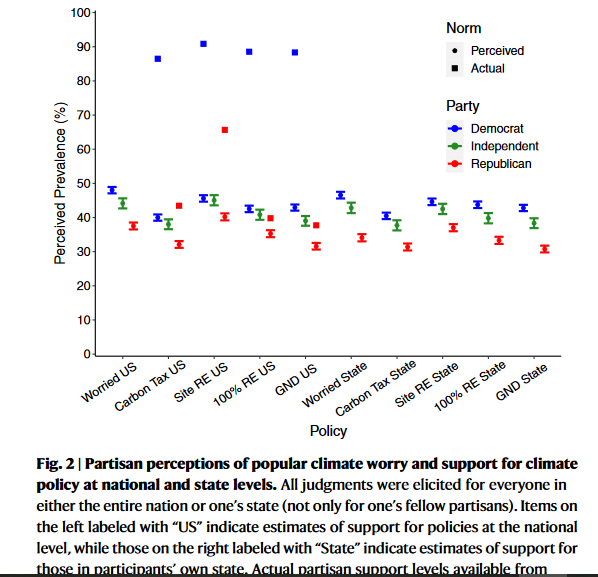 100
90
80
70
60
50
40
30
20
10
0
Perceived Prevalence (%)
Norm
Perceived
Actual
Party
Democrat
Independent
Republican
Worried US
Carbon Tax US
Site RE US
100% RE US
GND US
Worried State
Carbon Tax State
Site RE State
100% RE State
GND State
Policy
Fig. 2 | Partisan perceptions of popular climate worry and support for climate
policy at national and state levels. All judgments were elicited for everyone in
either the entire nation or one’s state (not only for one’s fellow partisans). Items on
the left labeled with “US” indicate estimates of support for policies at the national
level, while those on the right labeled with “State” indicate estimates of support for
those in participants’ own state. Actual partisan support levels available from